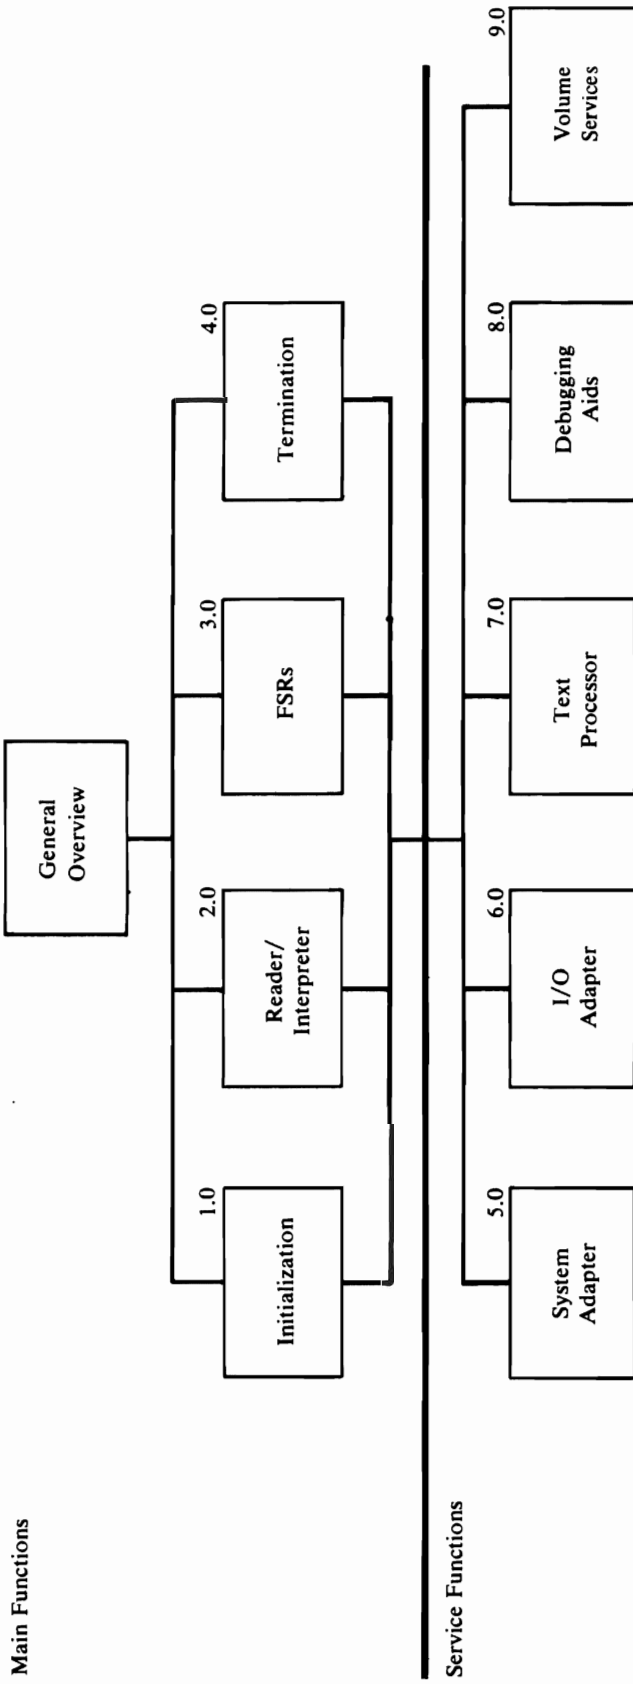 Main Functions
General
Overview
1.0
Initialization
2.0
Reader/
Interpreter
3.0
FSRs
4.0
Termination
Service Functions
5.0
System
Adapter
6.0
I/O
Adapter
7.0
Text
Processor
8.0
Debugging
Aids
9.0
Volume
Services